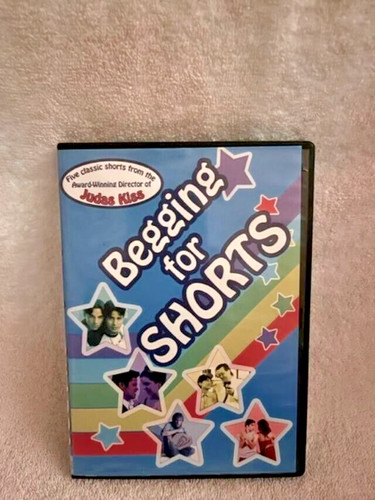 Five classic shorts from the
Award-Winning Director of
Judas Kiss
Begging
for
SHORTS